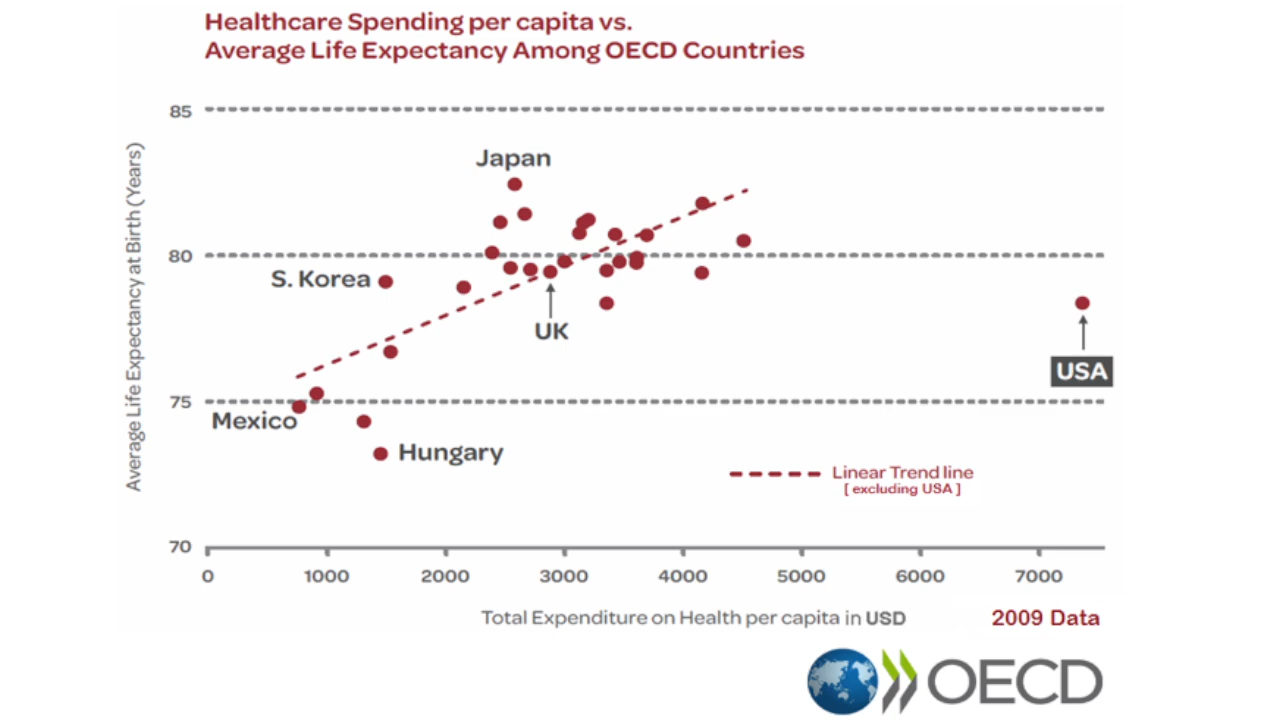 Healthcare Spending per capita vs.
Average Life Expectancy Among OECD Countries
Average Life Expectancy at Birth (Years)
85
80
75
70
Japan
S. Korea
UK
USA
Mexico
Hungary
Linear Trend line
[ excluding USA ]
0 1000 2000 3000 4000 5000 6000 7000
Total Expenditure on Health per capita in USD
2009 Data
OECD